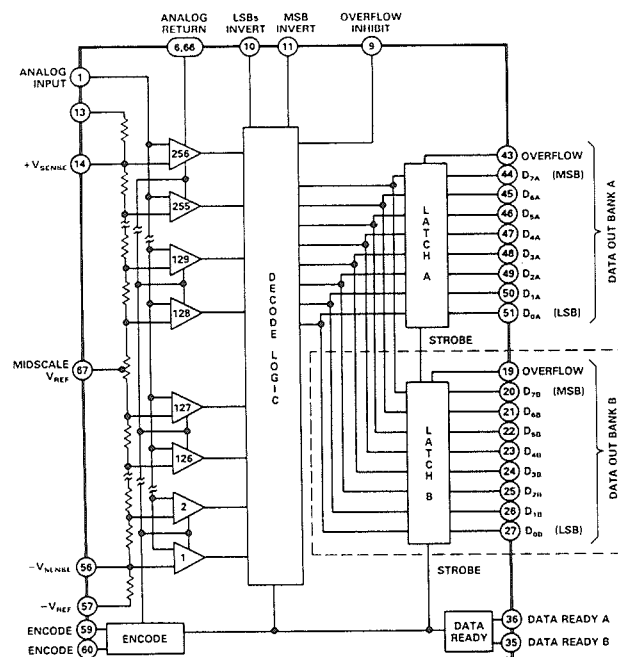 ANALOG RETURN
LSBs INVERT
MSB INVERT
OVERFLOW INHIBIT
6,66
10
11
9
ANALOG INPUT
1
13
+VSENSE
14
256
255
129
128
MIDSCALE VREF
67
127
126
2
1
-VSENSE
56
-VREF
57
ENCODE
59
ENCODE
60
ENCODE
DECODE LOGIC
LATCH A
43 OVERFLOW
44 D7A (MSB)
45 D6A
46 D5A
47 D4A
48 D3A
49 D2A
50 D1A
51 D0A (LSB)
DATA OUT BANK A
STROBE
LATCH B
19 OVERFLOW
20 D7B (MSB)
21 D6B
22 D5B
23 D4B
24 D3B
25 D2B
26 D1B
27 D0B (LSB)
DATA OUT BANK B
STROBE
DATA READY
36 DATA READY A
35 DATA READY B